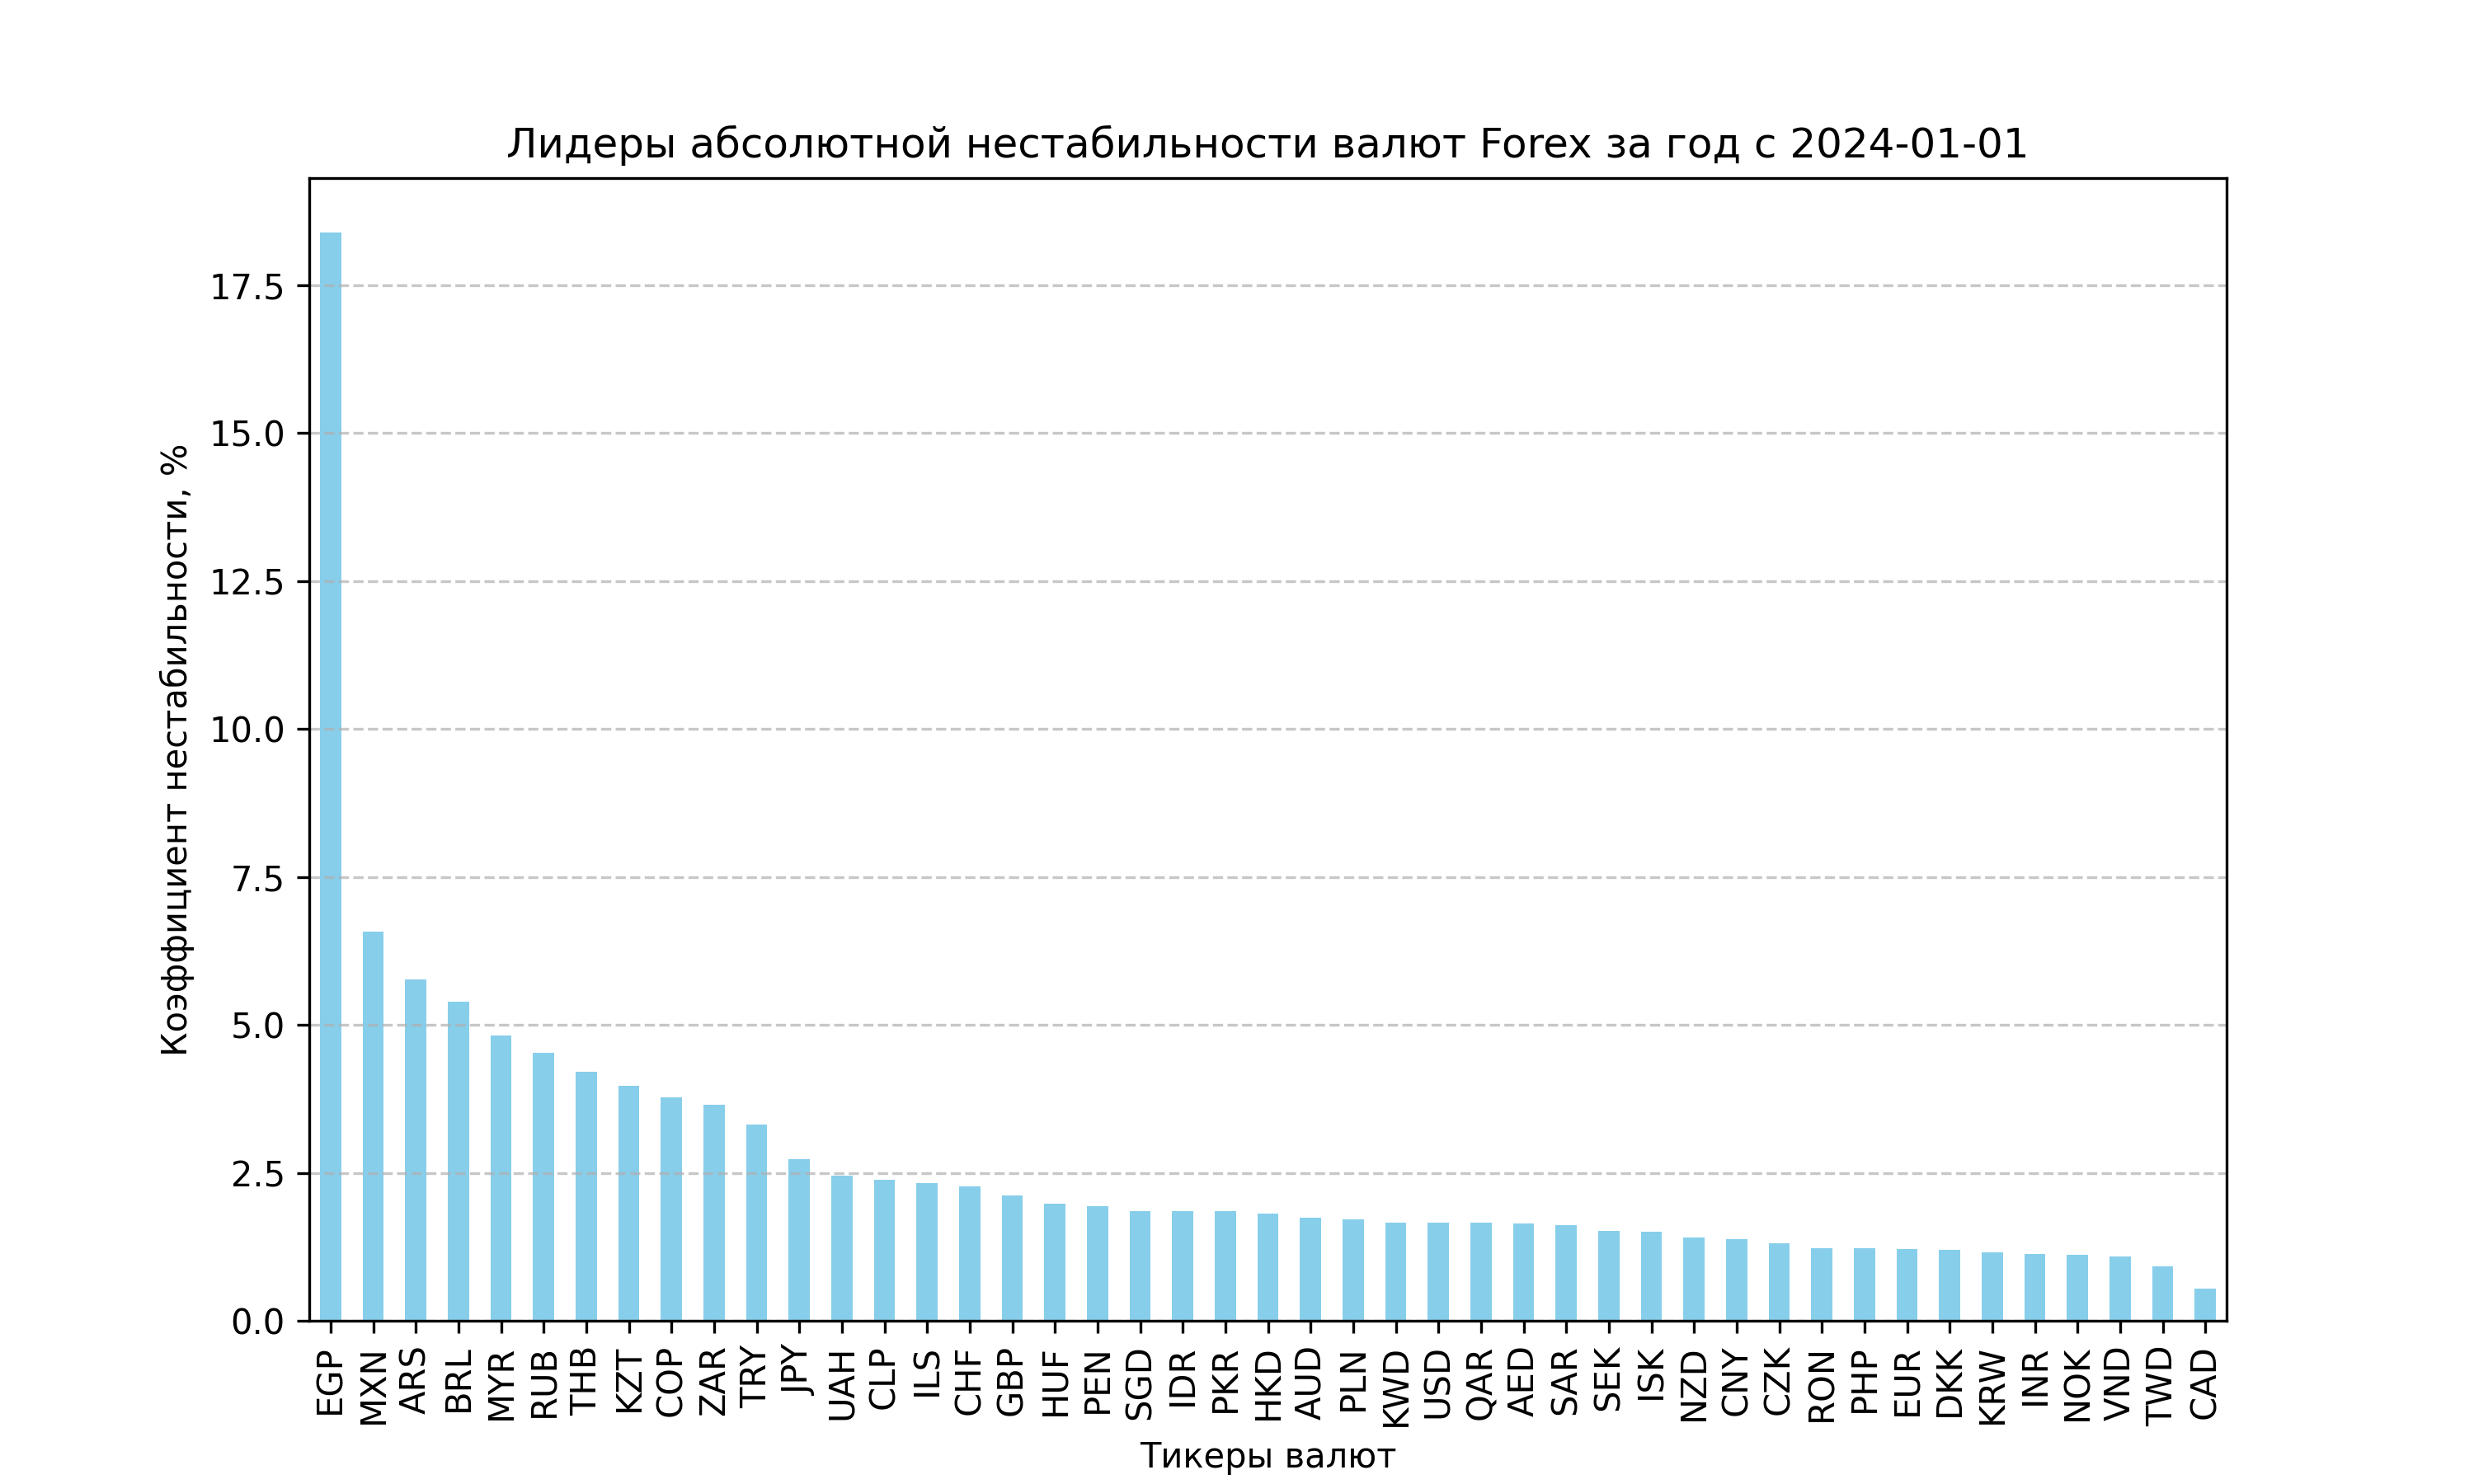 Лидеры абсолютной нестабильности валют Forex за год с 2024-01-01
Коэффициент нестабильности, %
17.5
15.0
12.5
10.0
7.5
5.0
2.5
0.0
EGP MXN ARS BRL MYR RUB THB KZT COP ZAR TRY JPY UAH CLP ILS CHF GBP HUF PEN SGD IDR PKR HKD AUD PLN KWD USD QAR AED SAR SEK ISK NZD CNY CZK RON PHP EUR DKK KRW INR NOK VND TWD CAD
Тикеры валют